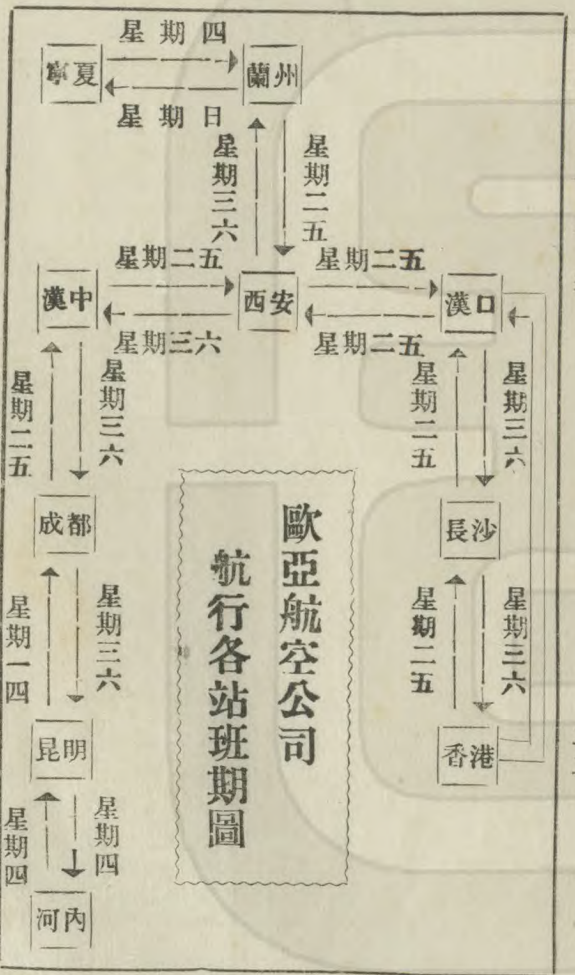 星期四
寧夏
蘭州
星期日
星期三六
星期二五
星期二五
星期二五
漢中
西安
漢口
星期三六
星期二五
星期二五
星期三六
星期二五
星期三六
成都
長沙
歐亞航空公司
航行各站班期圖
星期一四
星期三六
星期二五
星期三六
昆明
香港
星期四
星期四
河內